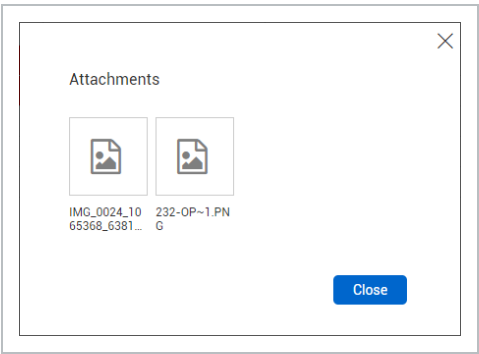 Attachments
IMG_0024_10
65368_6381...
232-OP~1.PN
G
Close